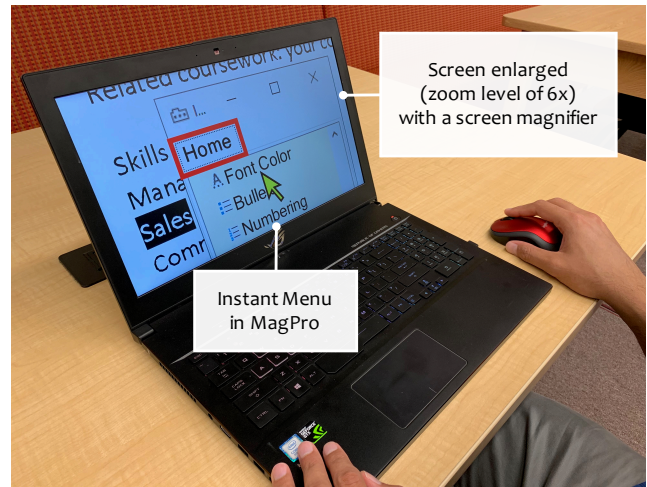 Related coursework: your co
I...
Skills
Home
Mana
Font Color
Sales
Bulle
Comm
Numbering
Screen enlarged
(zoom level of 6x)
with a screen magnifier
Instant Menu
in MagPro